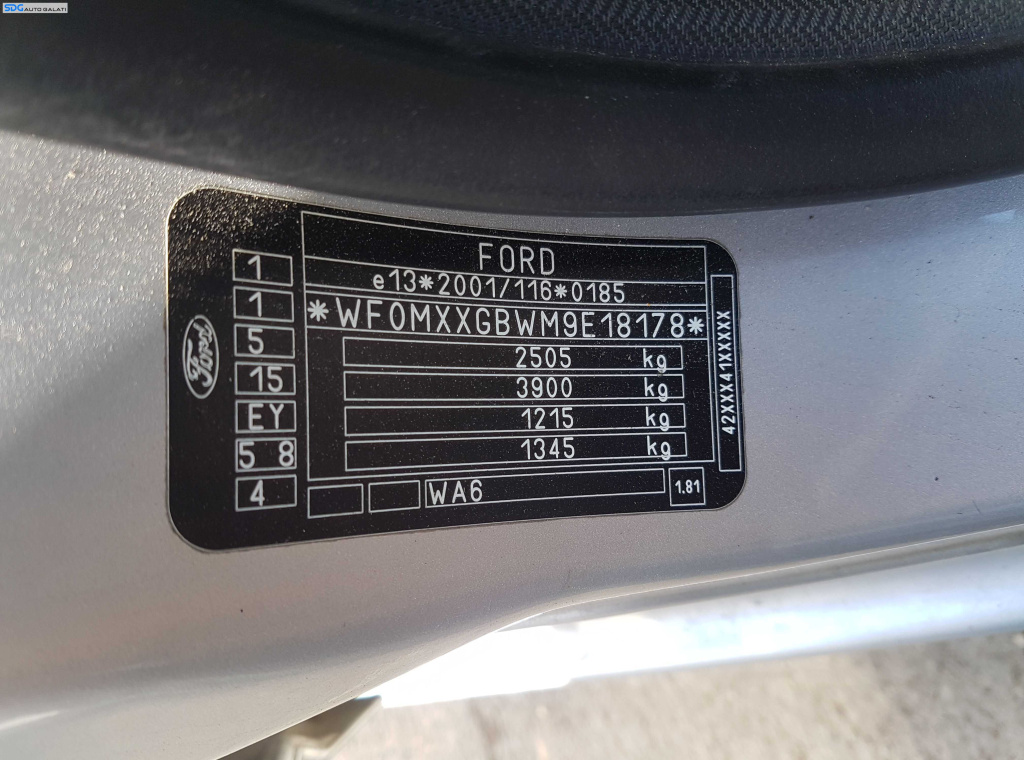 SDG AUTO GALATI
FORD
e13*2001/116*0185
*WF0MXXGBWM9E18178*
2505 kg
3900 kg
1215 kg
1345 kg
WA6
1.81
1
1
5
15
EY
5 8
4
Ford
42XXX41XXXXX